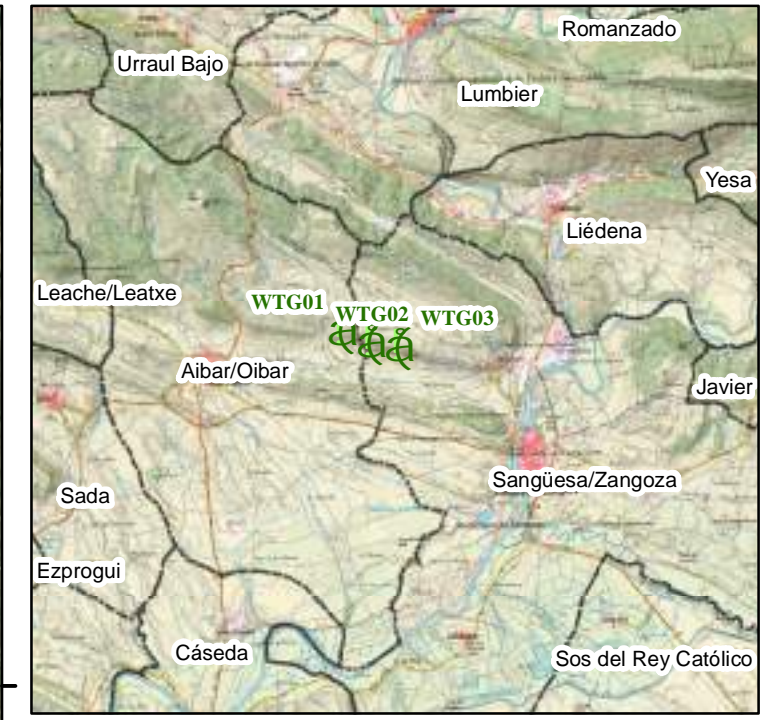 Romanzado
Urraul Bajo
Lumbier
Yesa
Liédena
Leache/Leatxe
WTG01 WTG02 WTG03
Aibar/Oibar
Javier
Sangüesa/Zangoza
Sada
Ezprogui
Cáseda
Sos del Rey Católico